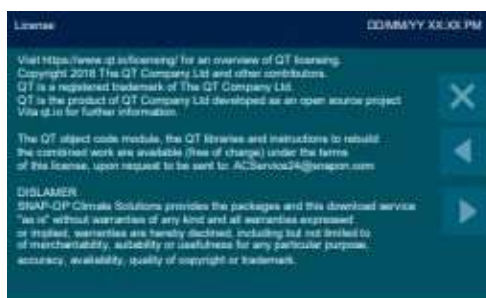 License
DD/MM/YY XX:XX PM
Visit https://www.qt.io/licensing/ for an overview of QT licensing.
Copyright 2018 The QT Company Ltd and other contributors.
QT is a registered trademark of The QT Company Ltd.
QT is the product of QT Company Ltd developed as an open source project
Vita qt.io for further information.
The QT object code module, the QT libraries and instructions to rebuild
the combined work are available (free of charge) under the terms
of this license, upon request to be sent to: ACService24@snapon.com
DISLAMER
SNAP-OP Climate Solutions provides the packages and this download service
"as is" without warranties of any kind and all warranties expressed
or implied, warranties are hereby declined, including but not limited to
of merchantability, suitability or usefulness for any particular purpose,
accuracy, availability, quality of copyright or trademark.